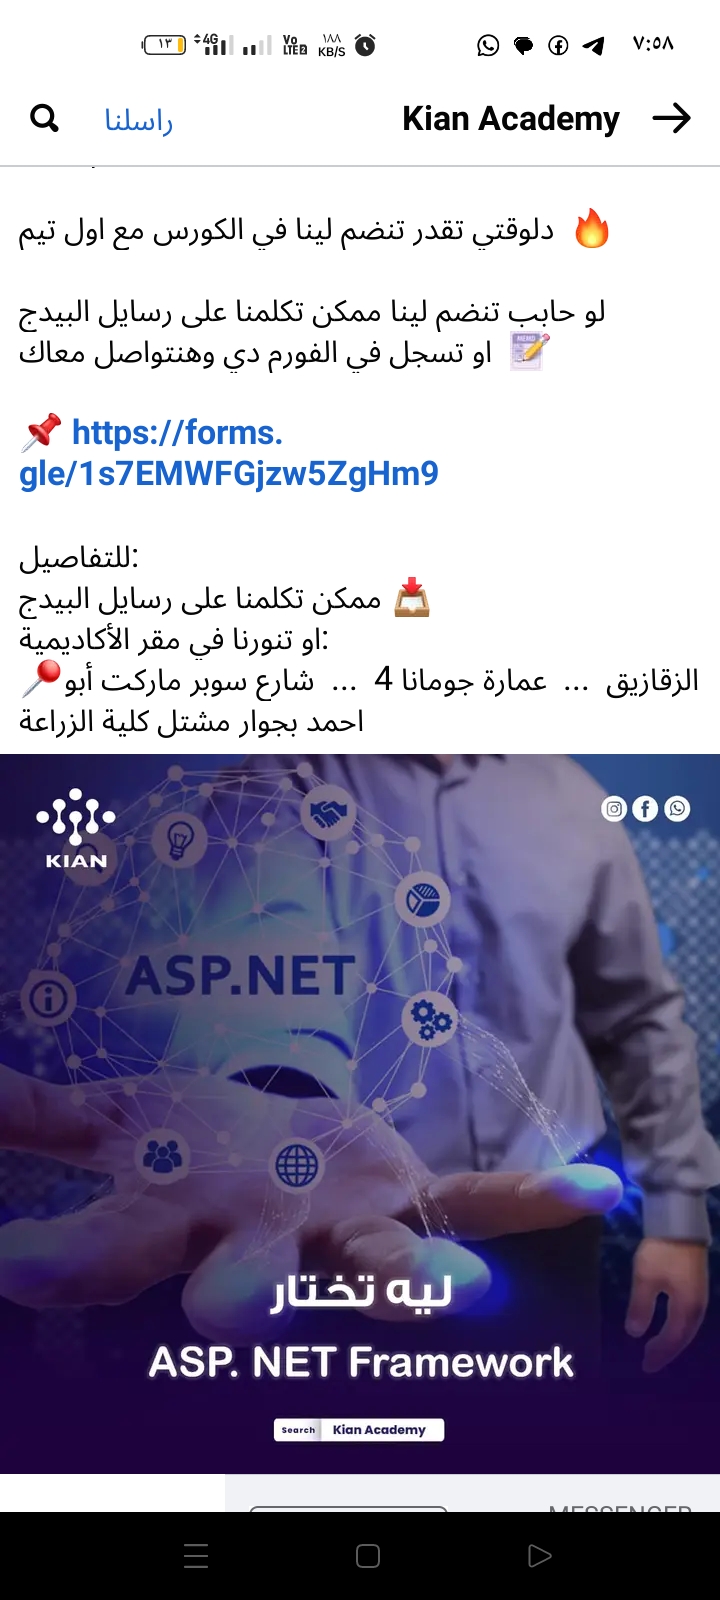 ١٣
4G
Vo LTE 2
١٨٨ KB/S
٧:٥٨
Kian Academy
راسلنا
دلوقتي تقدر تنضم لينا في الكورس مع اول تيم 🔥
لو حابب تنضم لينا ممكن تكلمنا على رسايل البيدج
او تسجل في الفورم دي وهنتواصل معاك 📝
📌 https://forms.
gle/1s7EMWFGjzw5ZgHm9
للتفاصيل:
ممكن تكلمنا على رسايل البيدج 📥
او تنورنا في مقر الأكاديمية:
📍الزقازيق ... عمارة جومانا 4 ... شارع سوبر ماركت أبو
احمد بجوار مشتل كلية الزراعة
KIAN
ASP.NET
ليه تختار
ASP. NET Framework
Search Kian Academy
MESSENGER